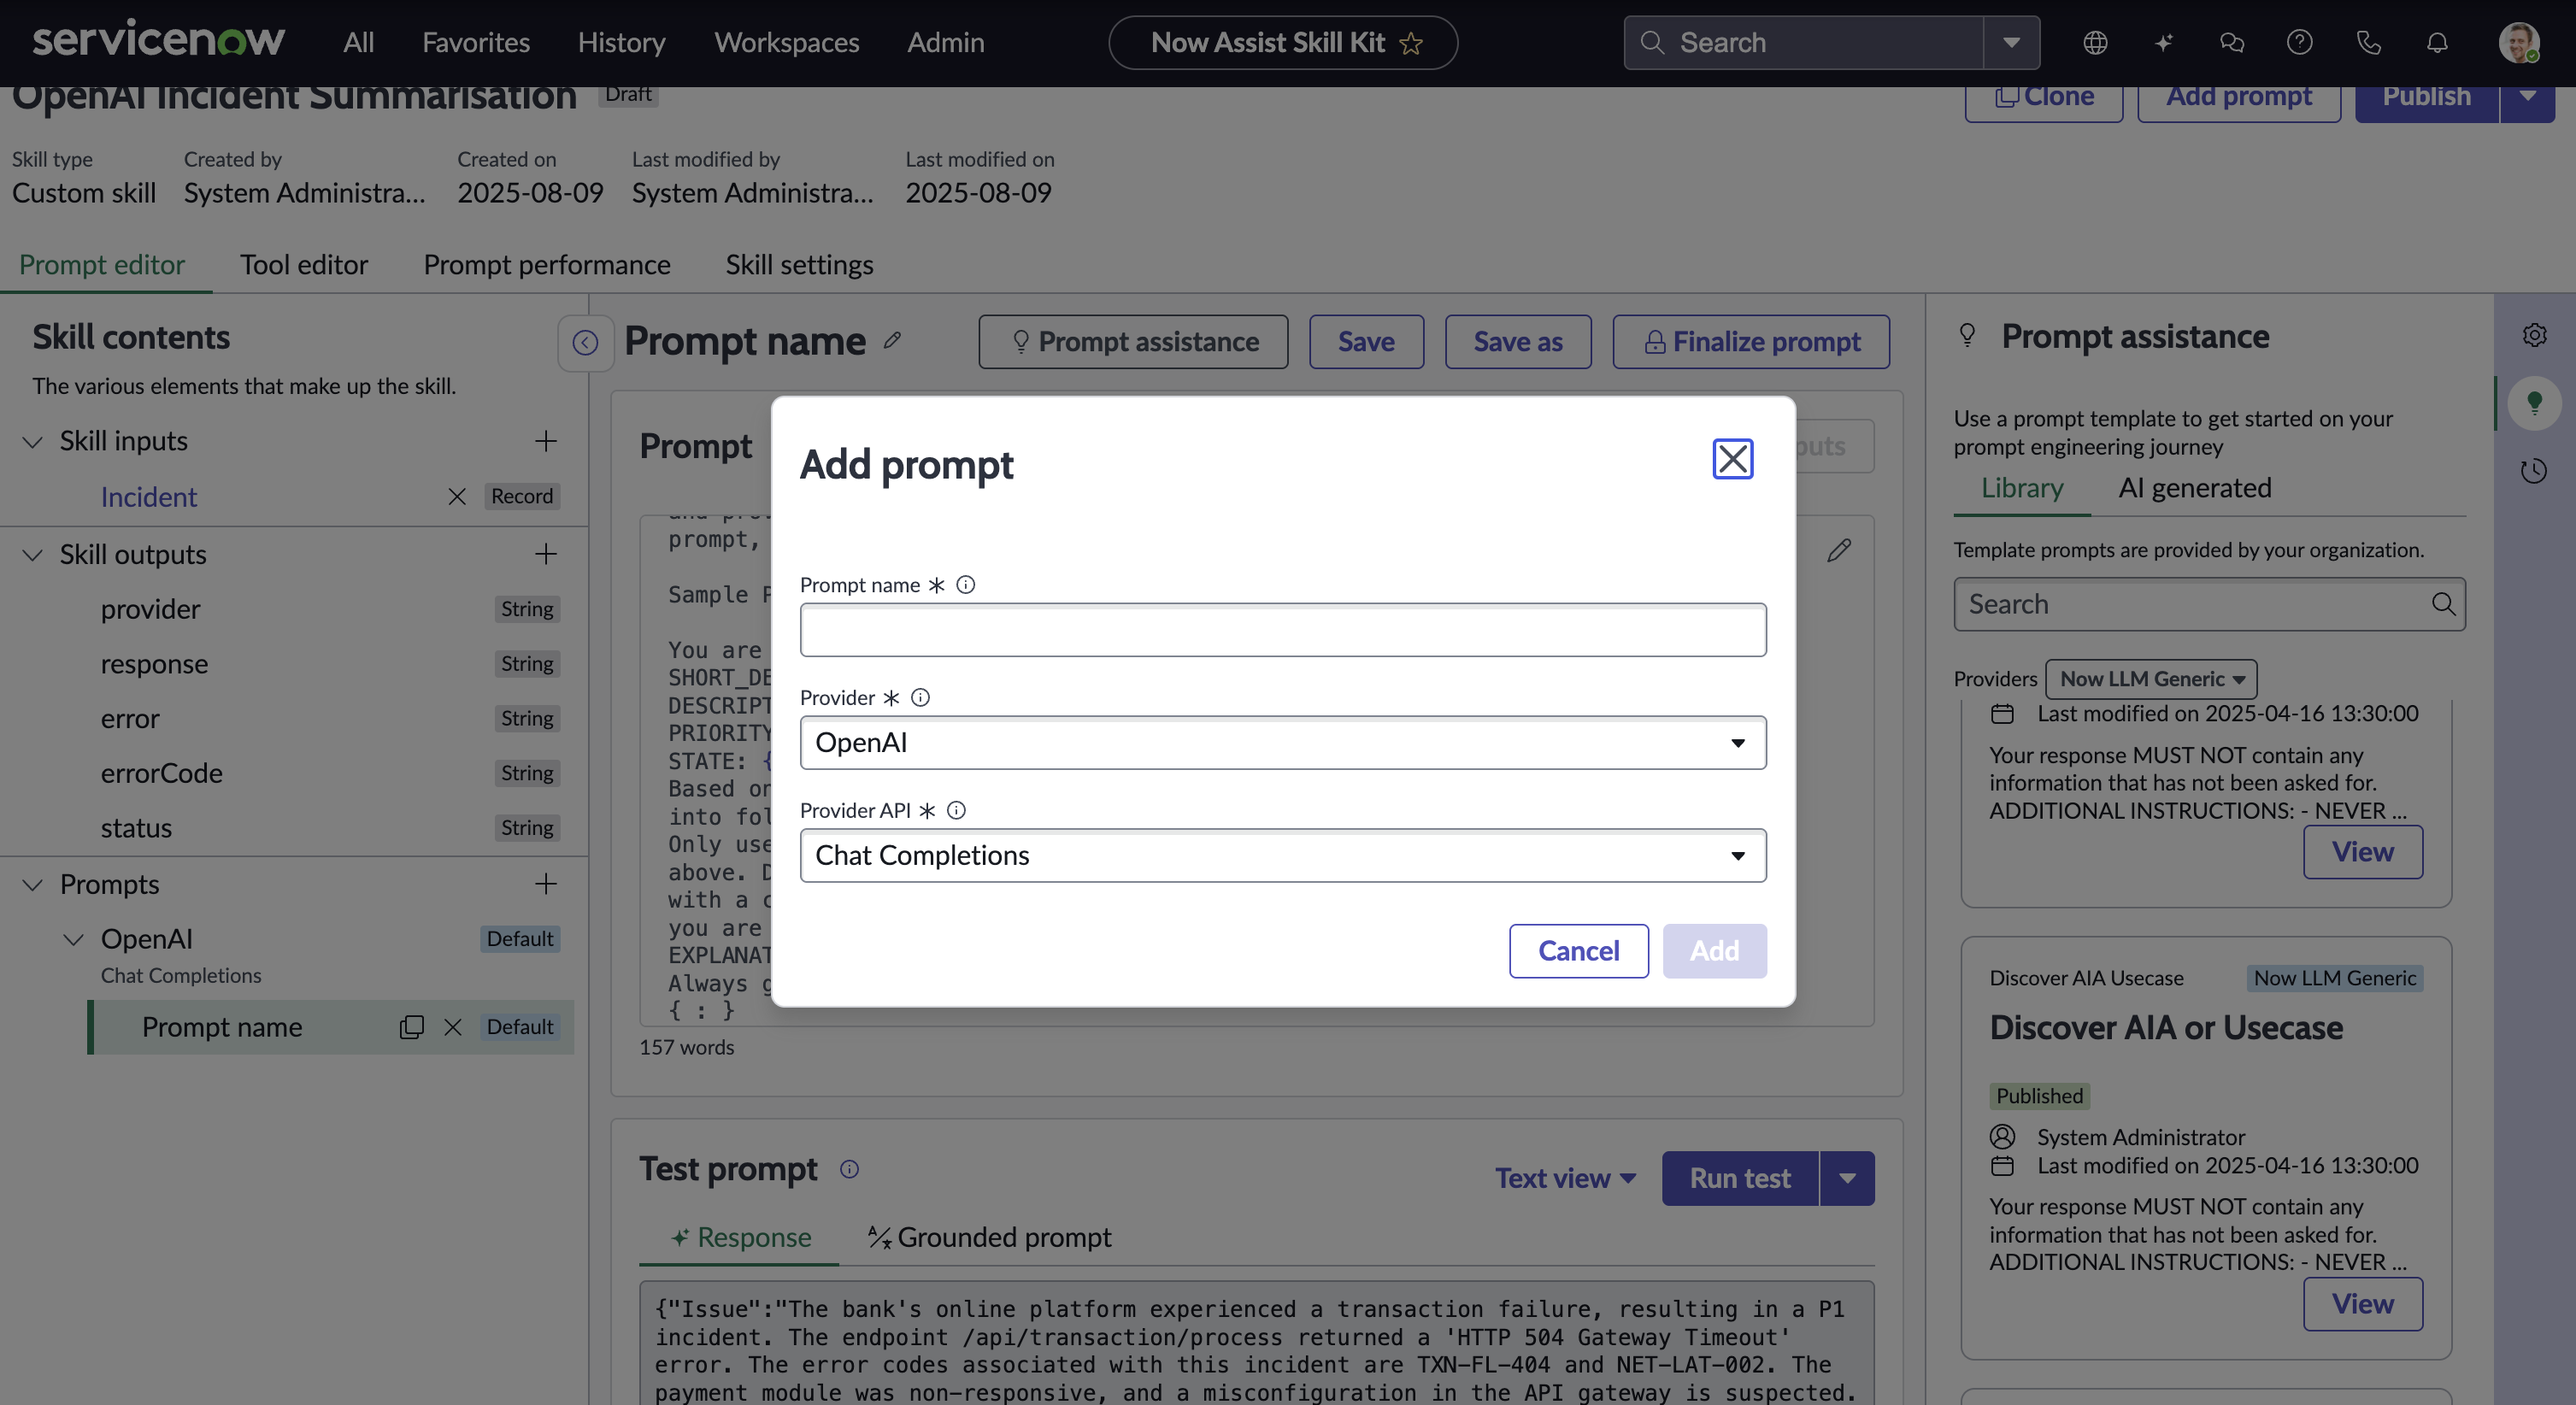 servicenow
All
Favorites
History
Workspaces
Admin
Now Assist Skill Kit
Search
OpenAI Incident Summarisation
Draft
Clone
Add prompt
Publish
Skill type
Created by
Created on
Last modified by
Last modified on
Custom skill
System Administra...
2025-08-09
System Administra...
2025-08-09
Prompt editor
Tool editor
Prompt performance
Skill settings
Skill contents
The various elements that make up the skill.
Skill inputs
Incident
Record
Skill outputs
provider
String
response
String
error
String
errorCode
String
status
String
Prompts
OpenAI
Default
Chat Completions
Prompt name
Default
Prompt name
Prompt assistance
Save
Save as
Finalize prompt
Prompt
prompt,
Sample P
You are
SHORT_DE
DESCRIPT
PRIORITY
STATE: {
Based on
into fol
Only use
above. D
with a c
you are
EXPLANAT
Always g
{ : }
157 words
Add prompt
Prompt name *
Provider *
OpenAI
Provider API *
Chat Completions
Cancel
Add
Test prompt
Text view
Run test
Response
Grounded prompt
{"Issue":"The bank's online platform experienced a transaction failure, resulting in a P1
incident. The endpoint /api/transaction/process returned a 'HTTP 504 Gateway Timeout'
error. The error codes associated with this incident are TXN-FL-404 and NET-LAT-002. The
payment module was non-responsive, and a misconfiguration in the API gateway is suspected.
Prompt assistance
Use a prompt template to get started on your
prompt engineering journey
Library
AI generated
Template prompts are provided by your organization.
Search
Providers
Now LLM Generic
Last modified on 2025-04-16 13:30:00
Your response MUST NOT contain any
information that has not been asked for.
ADDITIONAL INSTRUCTIONS: - NEVER ...
View
Discover AIA Usecase
Now LLM Generic
Discover AIA or Usecase
Published
System Administrator
Last modified on 2025-04-16 13:30:00
Your response MUST NOT contain any
information that has not been asked for.
ADDITIONAL INSTRUCTIONS: - NEVER ...
View